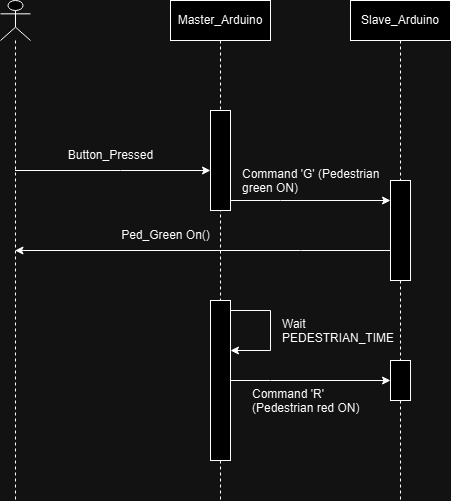 Master_Arduino
Slave_Arduino
Button_Pressed
Command 'G' (Pedestrian
green ON)
Ped_Green On()
Wait
PEDESTRIAN_TIME
Command 'R'
(Pedestrian red ON)